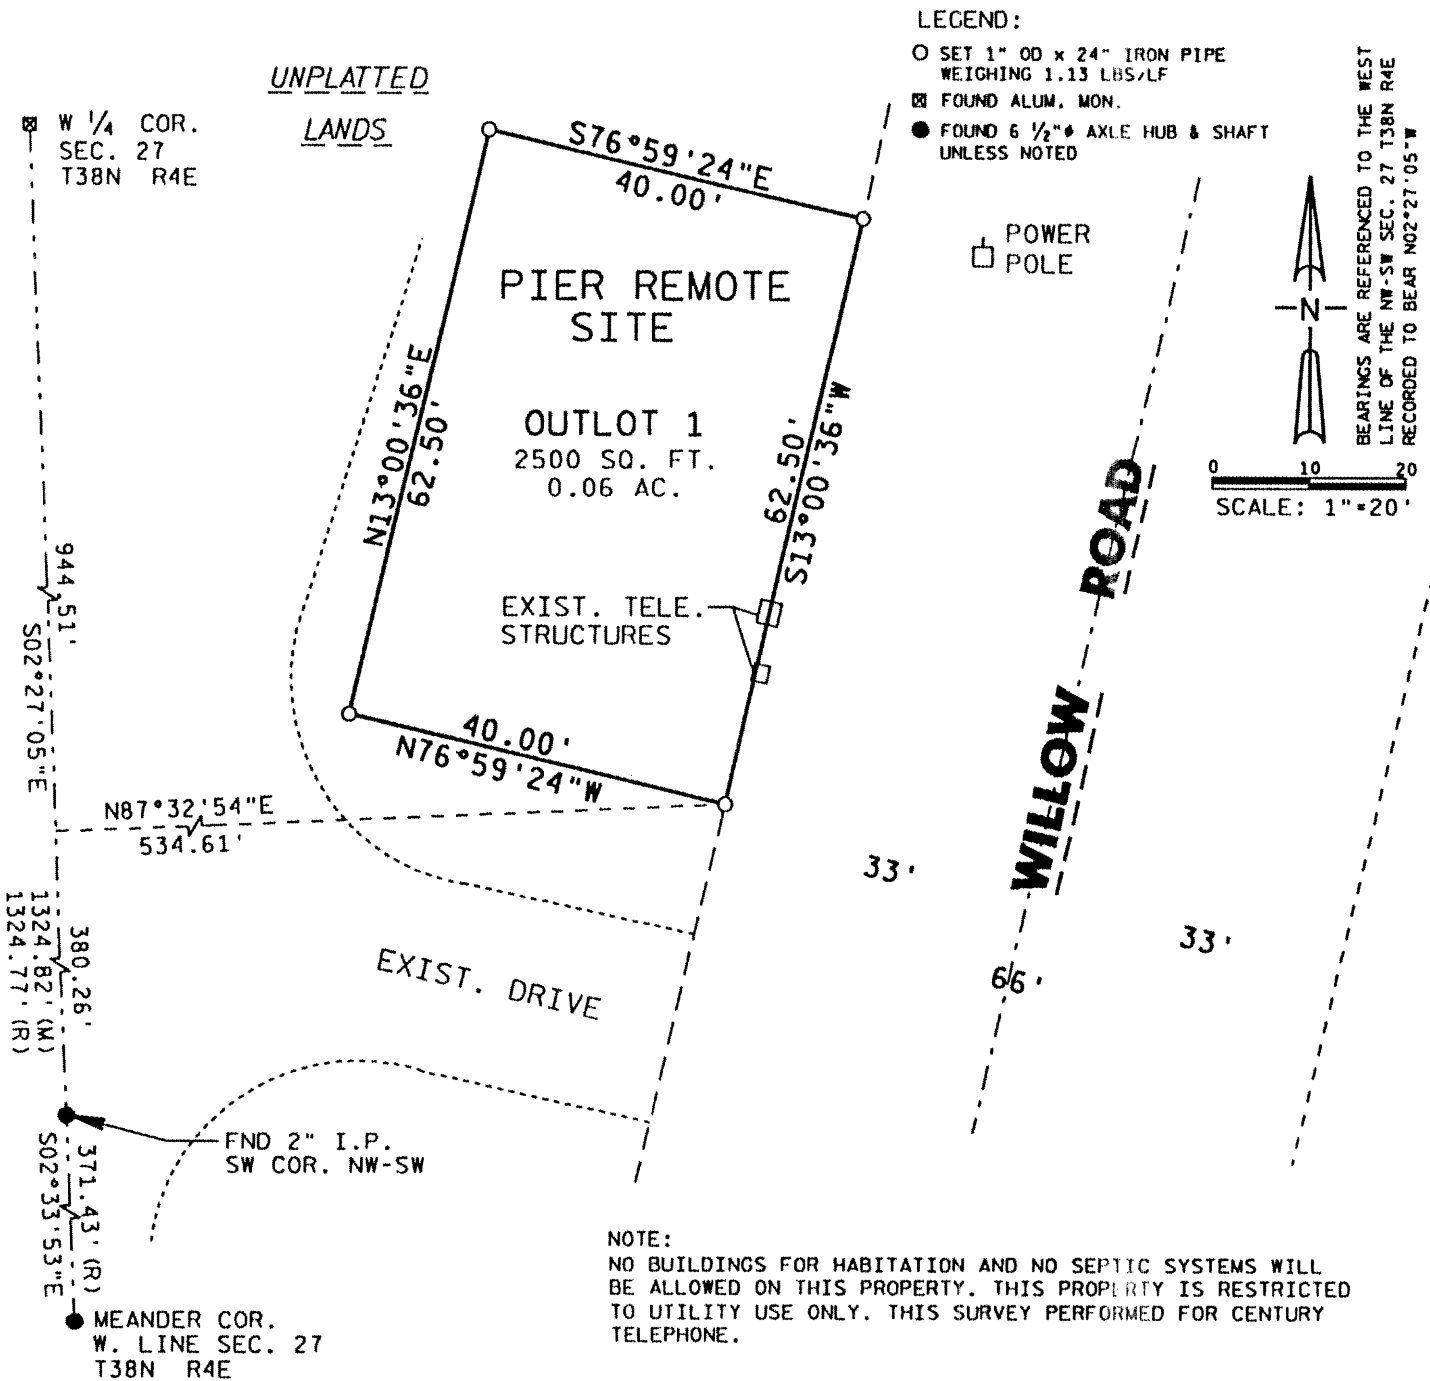 LEGEND:
SET 1" OD x 24" IRON PIPE
WEIGHING 1.13 LBS/LF
FOUND ALUM. MON.
FOUND 6 1/2"ø AXLE HUB & SHAFT
UNLESS NOTED
BEARINGS ARE REFERENCED TO THE WEST
LINE OF THE NW-SW SEC. 27 T38N R4E
RECORDED TO BEAR N02°27'05"W
UNPLATTED
LANDS
W 1/4 COR.
SEC. 27
T38N R4E
S76°59'24"E
40.00'
POWER
POLE
N
0 10 20
SCALE: 1"=20'
PIER REMOTE
SITE
OUTLOT 1
2500 SQ. FT.
0.06 AC.
N13°00'36"E
62.50'
62.50'
S13°00'36"W
EXIST. TELE.
STRUCTURES
WILLOW ROAD
944.51'
S02°27'05"E
40.00'
N76°59'24"W
N87°32'54"E
534.61'
33'
33'
66'
380.26'
1324.82' (M)
1324.77' (R)
EXIST. DRIVE
FND 2" I.P.
SW COR. NW-SW
371.43' (R)
S02°33'53"E
MEANDER COR.
W. LINE SEC. 27
T38N R4E
NOTE:
NO BUILDINGS FOR HABITATION AND NO SEPTIC SYSTEMS WILL
BE ALLOWED ON THIS PROPERTY. THIS PROPERTY IS RESTRICTED
TO UTILITY USE ONLY. THIS SURVEY PERFORMED FOR CENTURY
TELEPHONE.